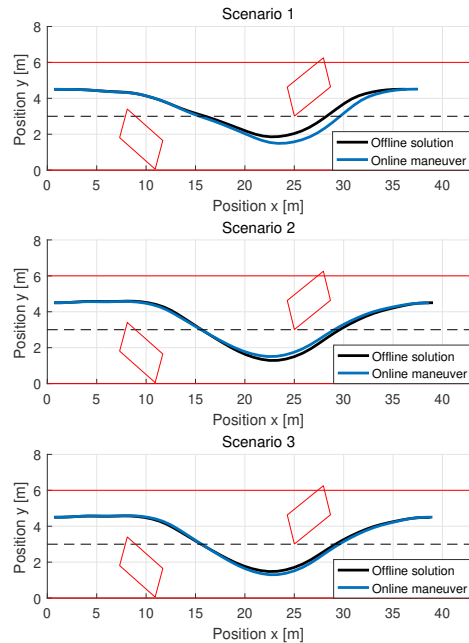 Scenario 1
8
6
4
2
0
Position y [m]
Offline solution
Online maneuver
0 5 10 15 20 25 30 35 40
Position x [m]
Scenario 2
8
6
4
2
0
Position y [m]
Offline solution
Online maneuver
0 5 10 15 20 25 30 35 40
Position x [m]
Scenario 3
8
6
4
2
0
Position y [m]
Offline solution
Online maneuver
0 5 10 15 20 25 30 35 40
Position x [m]